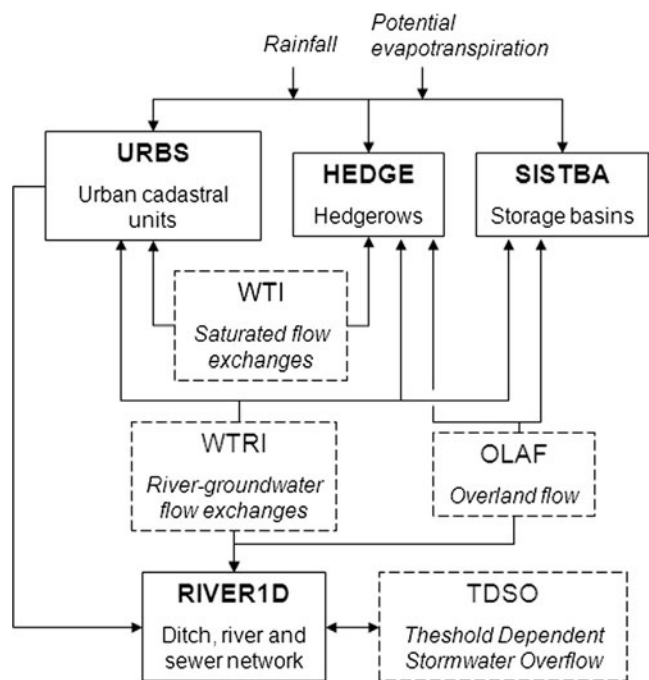 Rainfall
Potential
evapotranspiration
URBS
Urban cadastral
units
HEDGE
Hedgerows
SISTBA
Storage basins
WTI
Saturated flow
exchanges
WTRI
River-groundwater
flow exchanges
OLAF
Overland flow
RIVER1D
Ditch, river and
sewer network
TDSO
Theshold Dependent
Stormwater Overflow